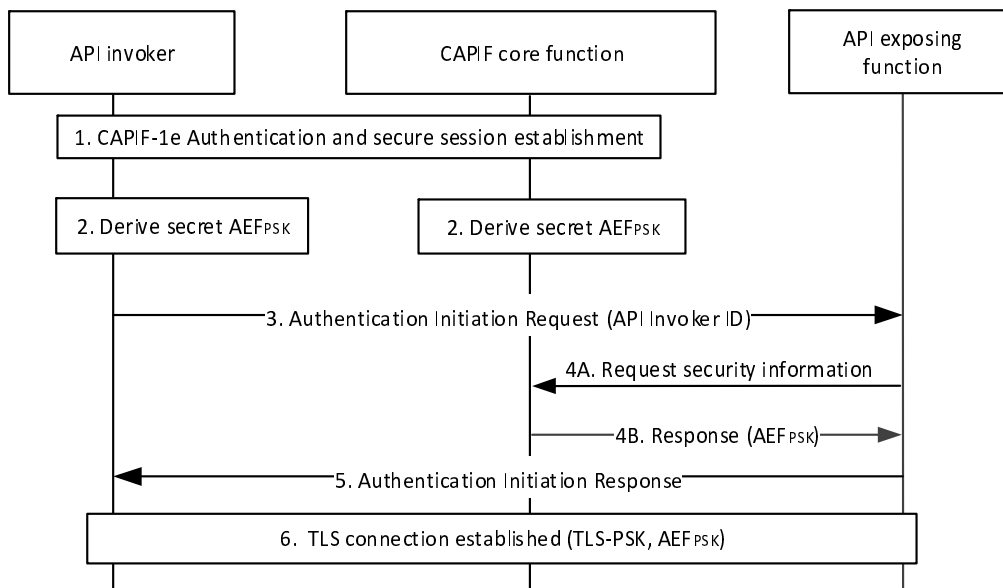 API invoker
CAPIF core function
API exposing
function
1. CAPIF-1e Authentication and secure session establishment
2. Derive secret AEFPSK
2. Derive secret AEFPSK
3. Authentication Initiation Request (API Invoker ID)
4A. Request security information
4B. Response (AEFPSK)
5. Authentication Initiation Response
6. TLS connection established (TLS-PSK, AEFPSK)